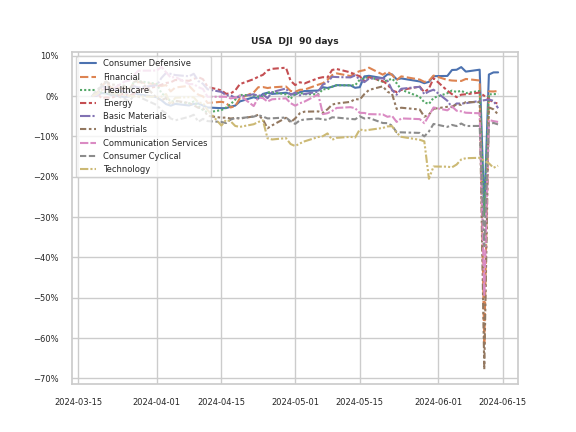 USA DJI 90 days
10%
0%
−10%
−20%
−30%
−40%
−50%
−60%
−70%
Consumer Defensive
Financial
Healthcare
Energy
Basic Materials
Industrials
Communication Services
Consumer Cyclical
Technology
2024-03-15 2024-04-01 2024-04-15 2024-05-01 2024-05-15 2024-06-01 2024-06-15